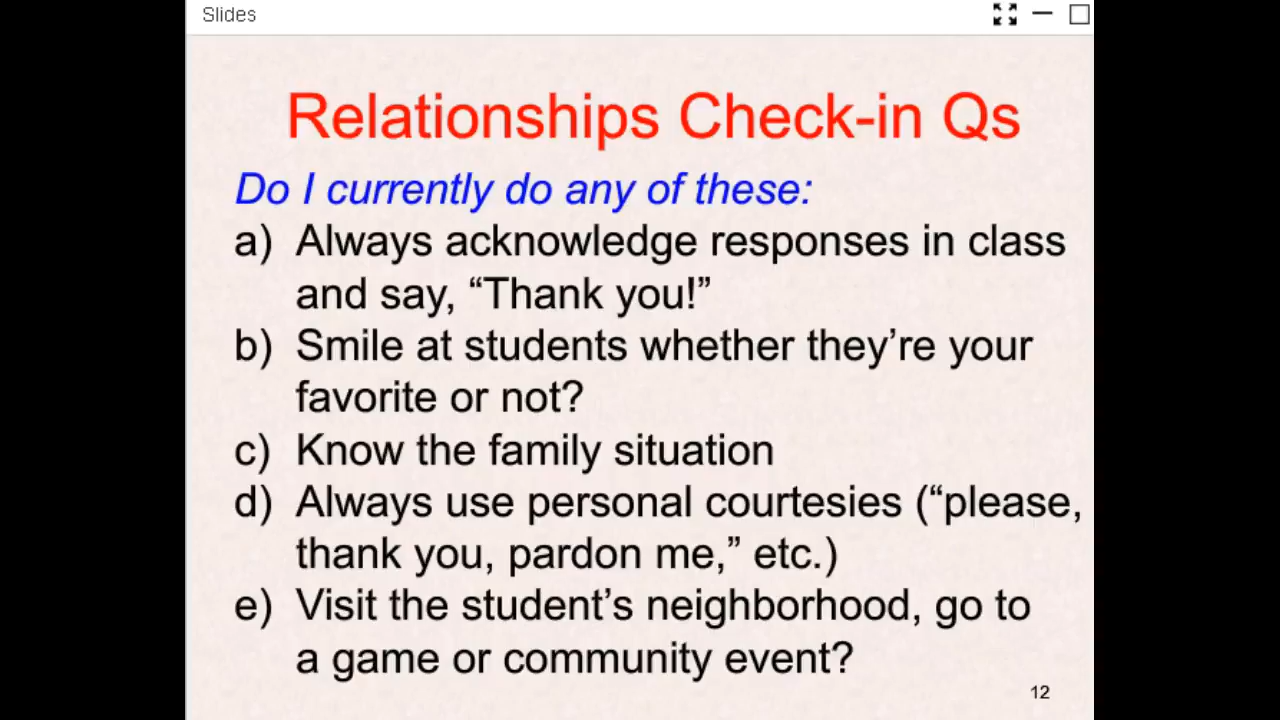 Slides
Relationships Check-in Qs
Do I currently do any of these:
a) Always acknowledge responses in class
and say, “Thank you!”
b) Smile at students whether they’re your
favorite or not?
c) Know the family situation
d) Always use personal courtesies (“please,
thank you, pardon me,” etc.)
e) Visit the student’s neighborhood, go to
a game or community event?
12